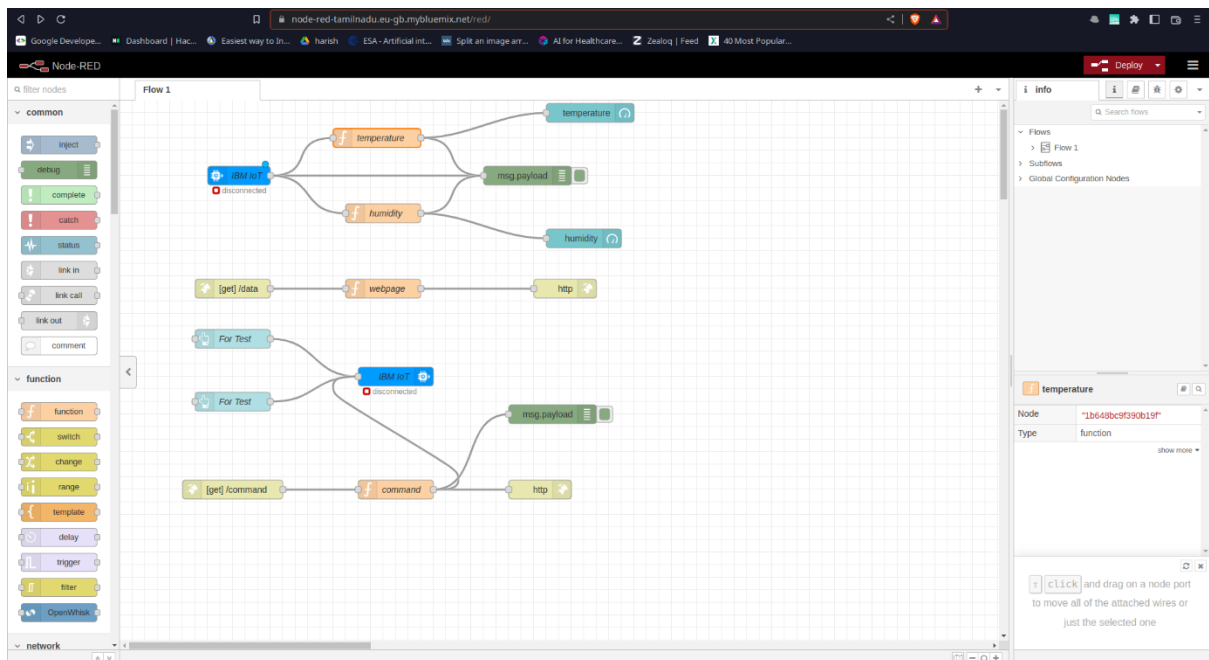 node-red-tamilnadu.eu-gb.mybluemix.net/red/
Google Develope... Dashboard | Hac... Easiest way to In... harish ESA - Artificial int... Split an image arr... AI for Healthcare... Zealoq | Feed 40 Most Popular...
Node-RED
Deploy
filter nodes
Flow 1
i info
Search flows
common
inject
debug
complete
catch
status
link in
link call
link out
comment
function
function
switch
change
range
template
delay
trigger
filter
OpenWhisk
network
temperature
temperature
IBM IoT
disconnected
msg.payload
humidity
humidity
[get] /data
webpage
http
For Test
IBM IoT
disconnected
For Test
msg.payload
[get] /command
command
http
Flows
Flow 1
Subflows
Global Configuration Nodes
temperature
Node "1b648bc9f390b19f"
Type function
show more
click and drag on a node port
to move all of the attached wires or
just the selected one